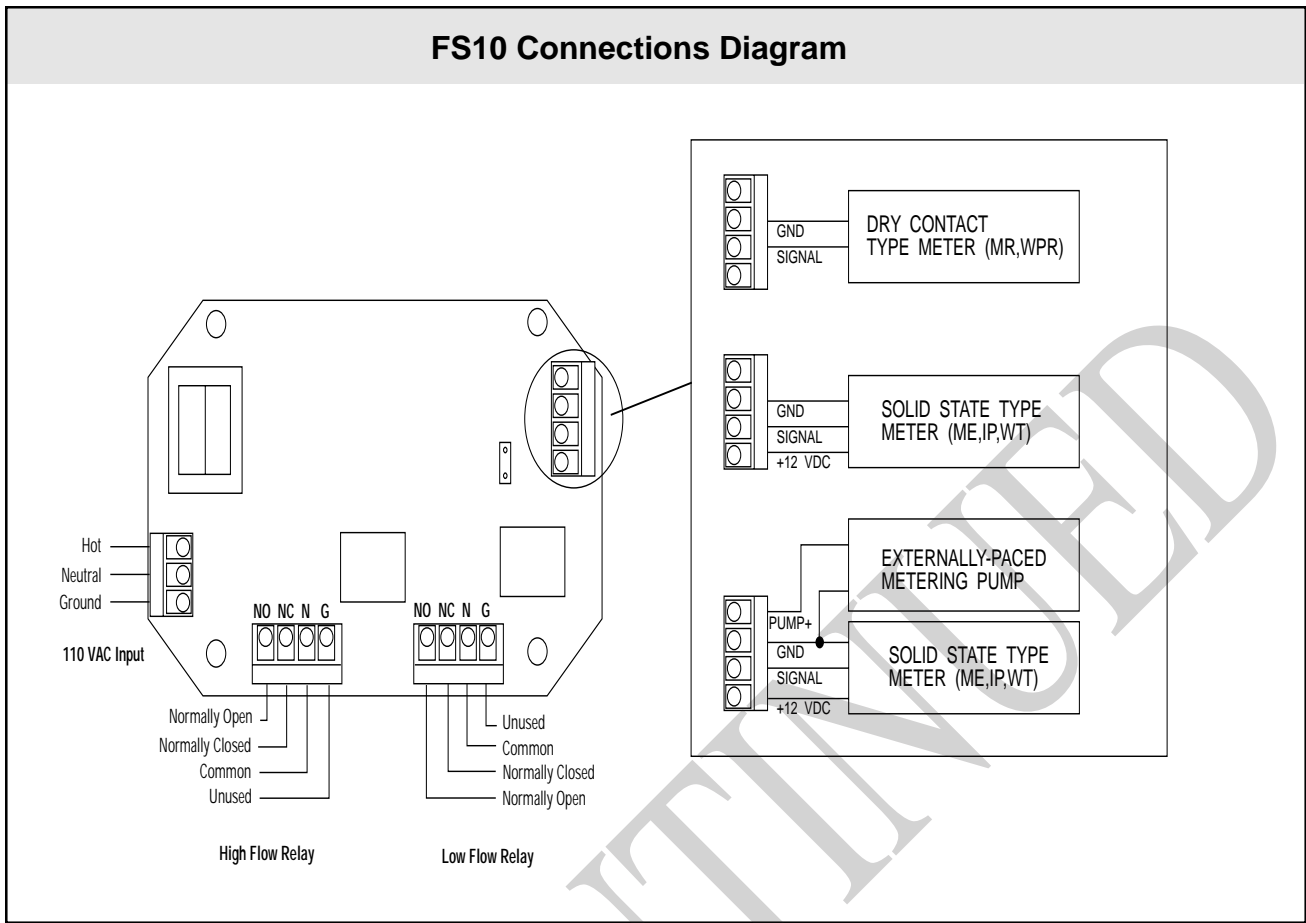 FS10 Connections Diagram
Hot
Neutral
Ground
110 VAC Input
NO NC N G
Normally Open
Normally Closed
Common
Unused
High Flow Relay
NO NC N G
Unused
Common
Normally Closed
Normally Open
Low Flow Relay
GND
SIGNAL
DRY CONTACT
TYPE METER (MR,WPR)
GND
SIGNAL
+12 VDC
SOLID STATE TYPE
METER (ME,IP,WT)
EXTERNALLY-PACED
METERING PUMP
PUMP+
GND
SIGNAL
+12 VDC
SOLID STATE TYPE
METER (ME,IP,WT)
TINUED